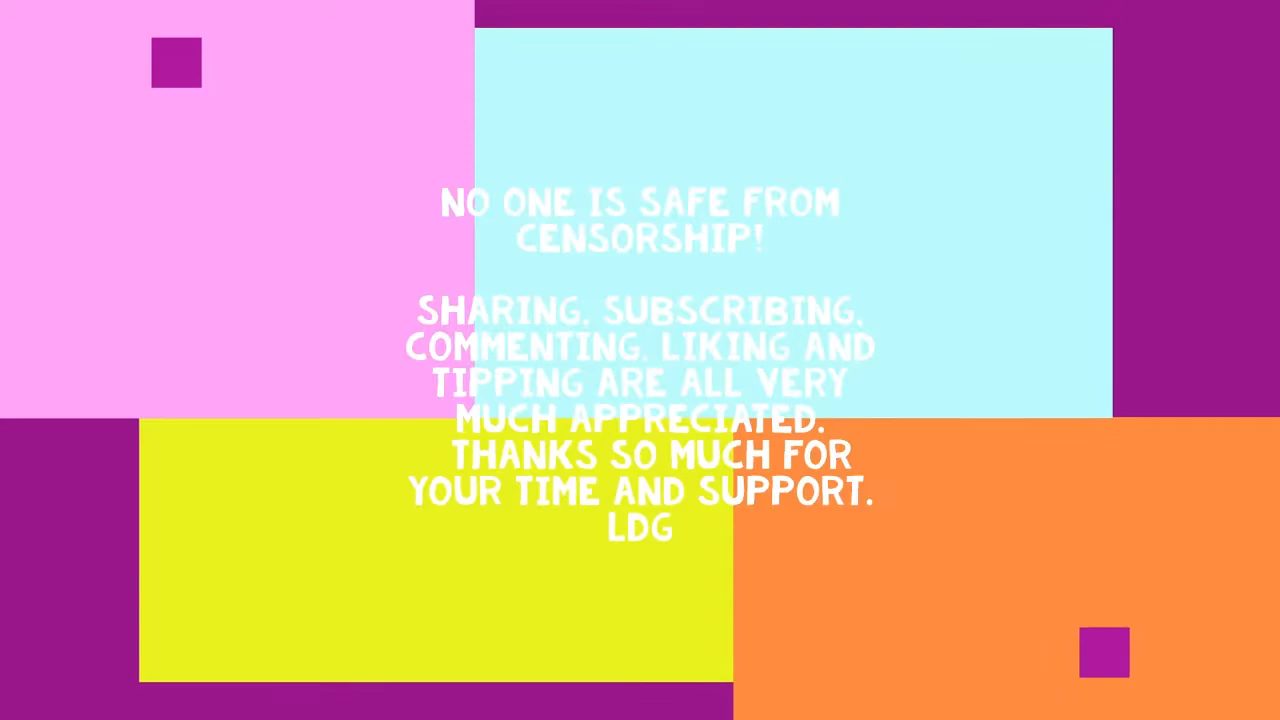 NO ONE IS SAFE FROM
CENSORSHIP!
SHARING, SUBSCRIBING,
COMMENTING, LIKING AND
TIPPING ARE ALL VERY
MUCH APPRECIATED.
THANKS SO MUCH FOR
YOUR TIME AND SUPPORT.
LDG